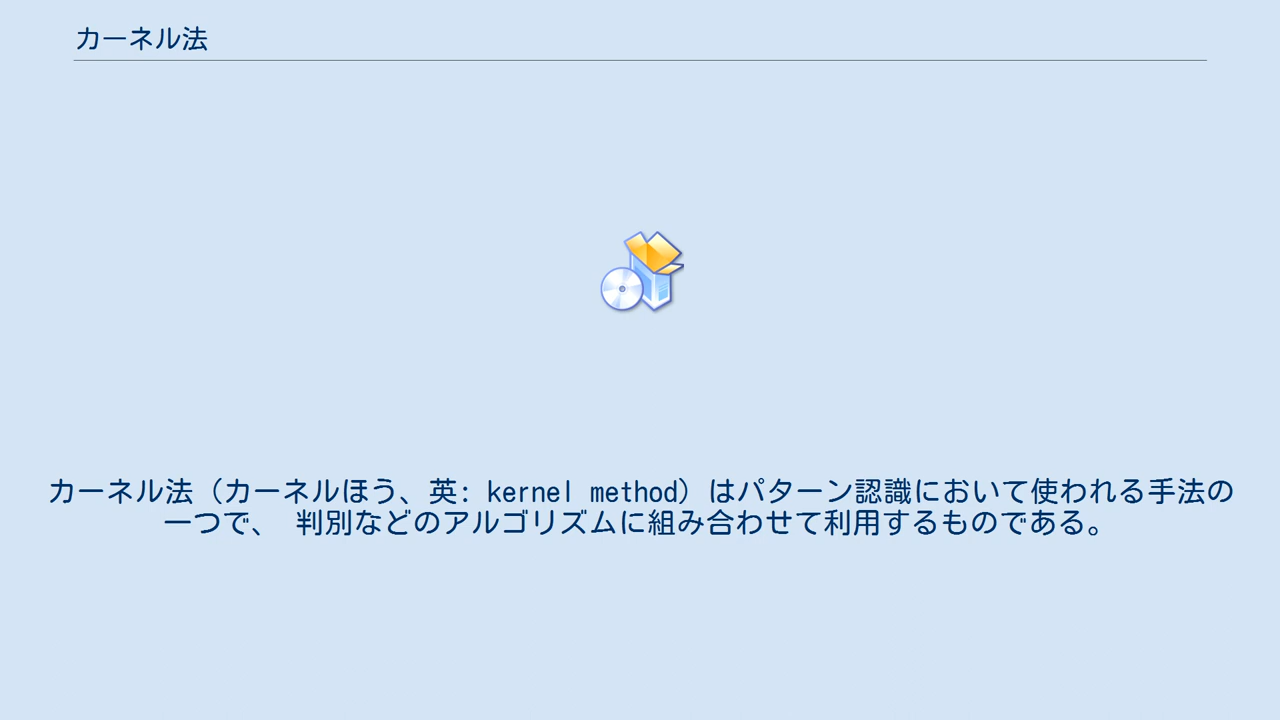 カーネル法
カーネル法（カーネルほう、英: kernel method）はパターン認識において使われる手法の
一つで、 判別などのアルゴリズムに組み合わせて利用するものである。